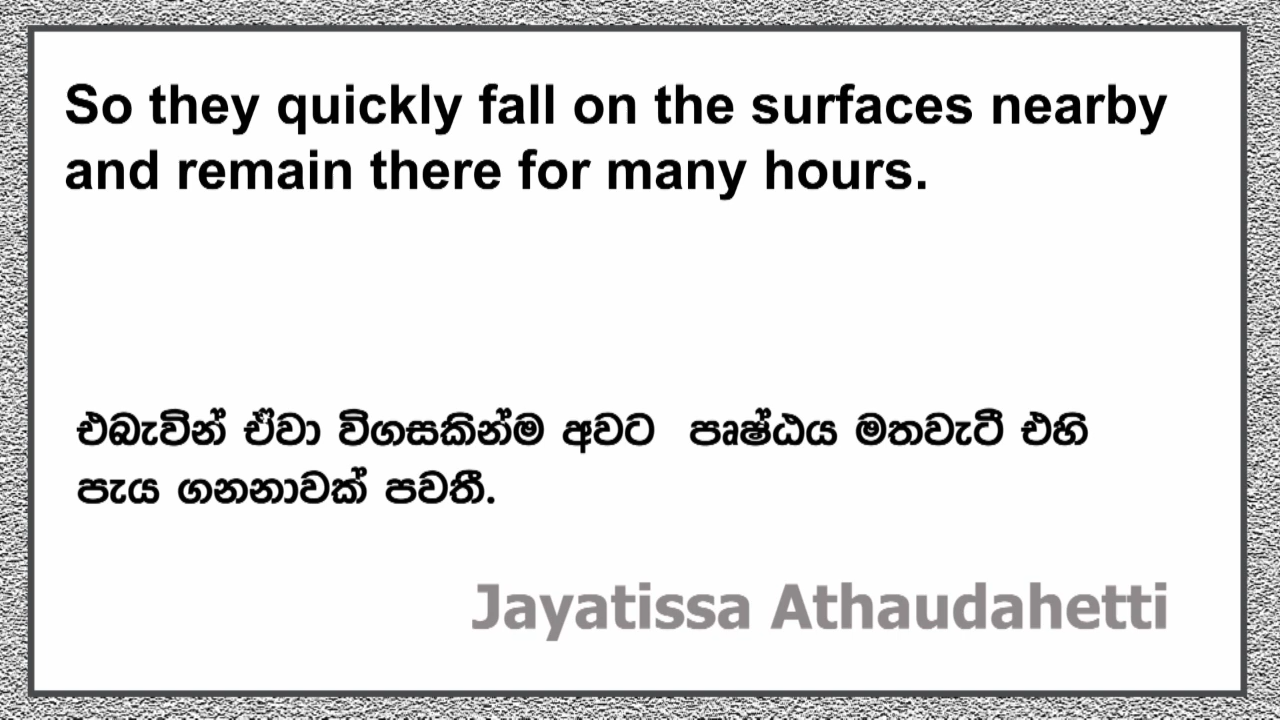 So they quickly fall on the surfaces nearby
and remain there for many hours.
එබැවින් ඒවා විගසකින්ම අවට පෘෂ්ඨය මතවැටී එහි
පැය ගනනාවක් පවතී.
Jayatissa Athaudahetti